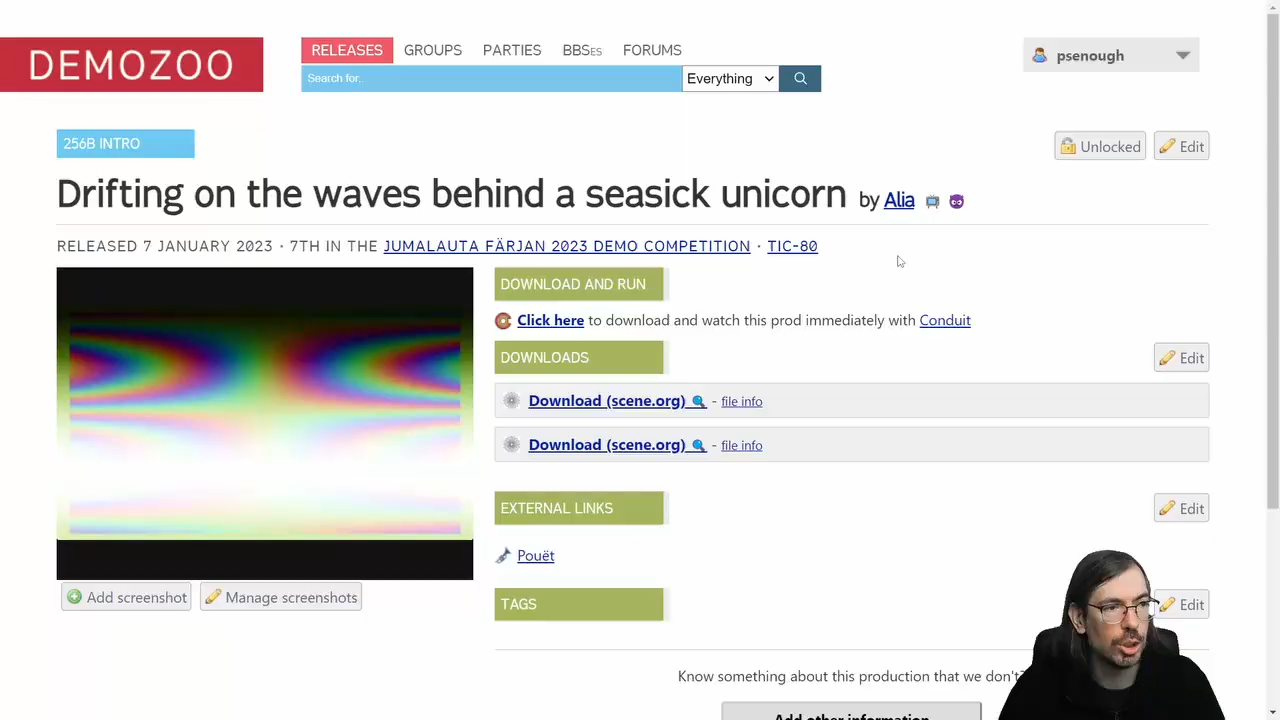 DEMOZOO
RELEASES GROUPS PARTIES BBSES FORUMS
Search for..
Everything
psenough
256B INTRO
Unlocked
Edit
Drifting on the waves behind a seasick unicorn by Alia
RELEASED 7 JANUARY 2023 · 7TH IN THE JUMALAUTA FÄRJAN 2023 DEMO COMPETITION · TIC-80
DOWNLOAD AND RUN
Click here to download and watch this prod immediately with Conduit
DOWNLOADS
Edit
Download (scene.org) - file info
Download (scene.org) - file info
EXTERNAL LINKS
Edit
Pouët
Add screenshot
Manage screenshots
TAGS
Edit
Know something about this production that we don't
Add other information